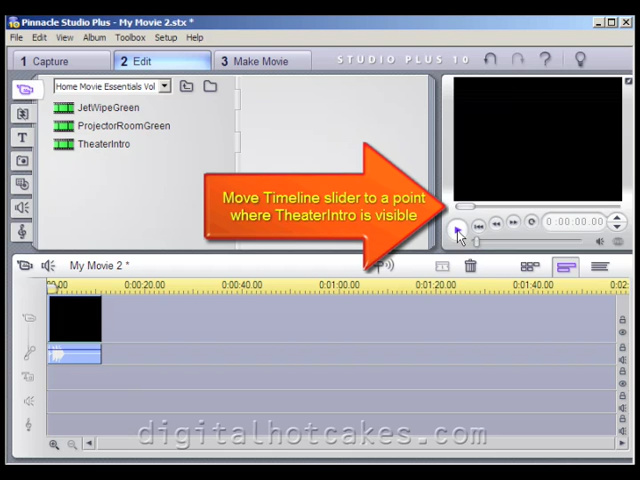 Pinnacle Studio Plus - My Movie 2.stx *
File Edit View Album Toolbox Setup Help
1 Capture 2 Edit 3 Make Movie STUDIO PLUS 10
Home Movie Essentials Vol
JetWipeGreen
ProjectorRoomGreen
TheaterIntro
Move Timeline slider to a point
where TheaterIntro is visible
0:00:00.00
My Movie 2 *
0:00:20.00 0:00:40.00 0:01:00.00 0:01:20.00 0:01:40.00 0:02:
digitalhotcakes.com